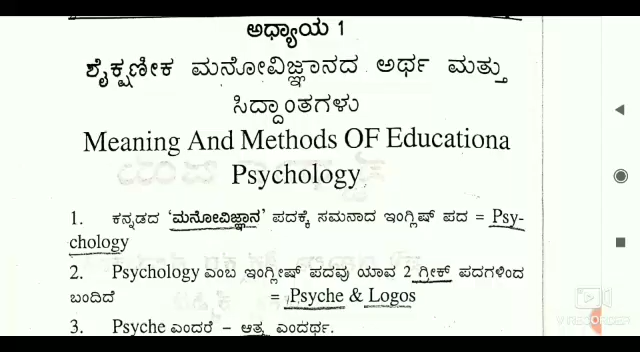 ಅಧ್ಯಾಯ 1
ಶೈಕ್ಷಣೀಕ ಮನೋವಿಜ್ಞಾನದ ಅರ್ಥ ಮತ್ತು
ಸಿದ್ದಾಂತಗಳು
Meaning And Methods OF Educationa
Psychology
1. ಕನ್ನಡದ 'ಮನೋವಿಜ್ಞಾನ' ಪದಕ್ಕೆ ಸಮನಾದ ಇಂಗ್ಲಿಷ್ ಪದ = Psy-
chology
2. Psychology ಎಂಬ ಇಂಗ್ಲೀಷ್ ಪದವು ಯಾವ 2 ಗ್ರೀಕ್ ಪದಗಳಿಂದ
ಬಂದಿದೆ = Psyche & Logos
3. Psyche ಎಂದರೆ – ಆತ್ಮ ಎಂದರ್ಥ.
V RECORDER